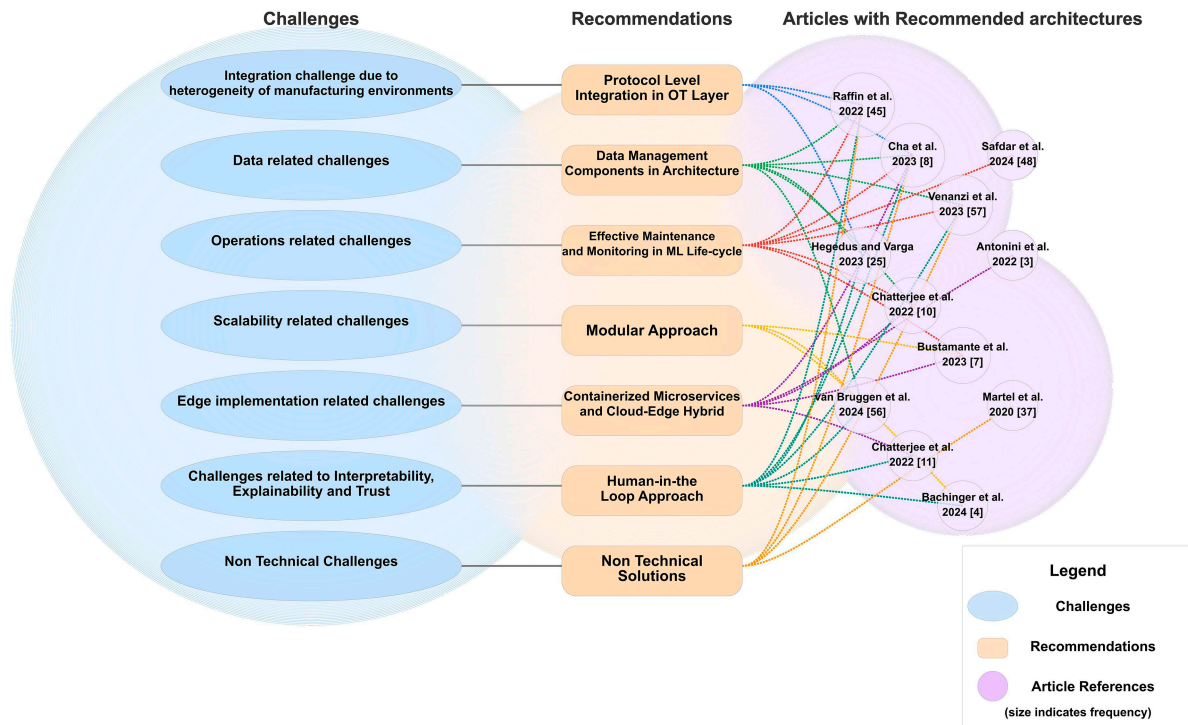 Challenges
Recommendations
Articles with Recommended architectures
Integration challenge due to
heterogeneity of manufacturing environments
Data related challenges
Operations related challenges
Scalability related challenges
Edge implementation related challenges
Challenges related to Interpretability,
Explainability and Trust
Non Technical Challenges
Protocol Level
Integration in OT Layer
Data Management
Components in Architecture
Effective Maintenance
and Monitoring in ML Life-cycle
Modular Approach
Containerized Microservices
and Cloud-Edge Hybrid
Human-in-the
Loop Approach
Non Technical
Solutions
Raffin et al.
2022 [45]
Cha et al.
2023 [8]
Safdar et al.
2024 [48]
Venanzi et al.
2023 [57]
Hegedus and Varga
2023 [25]
Antonini et al.
2022 [3]
Chatterjee et al.
2022 [10]
Bustamante et al.
2023 [7]
van Bruggen et al.
2024 [56]
Martel et al.
2020 [37]
Chatterjee et al.
2022 [11]
Bachinger et al.
2024 [4]
Legend
Challenges
Recommendations
Article References
(size indicates frequency)